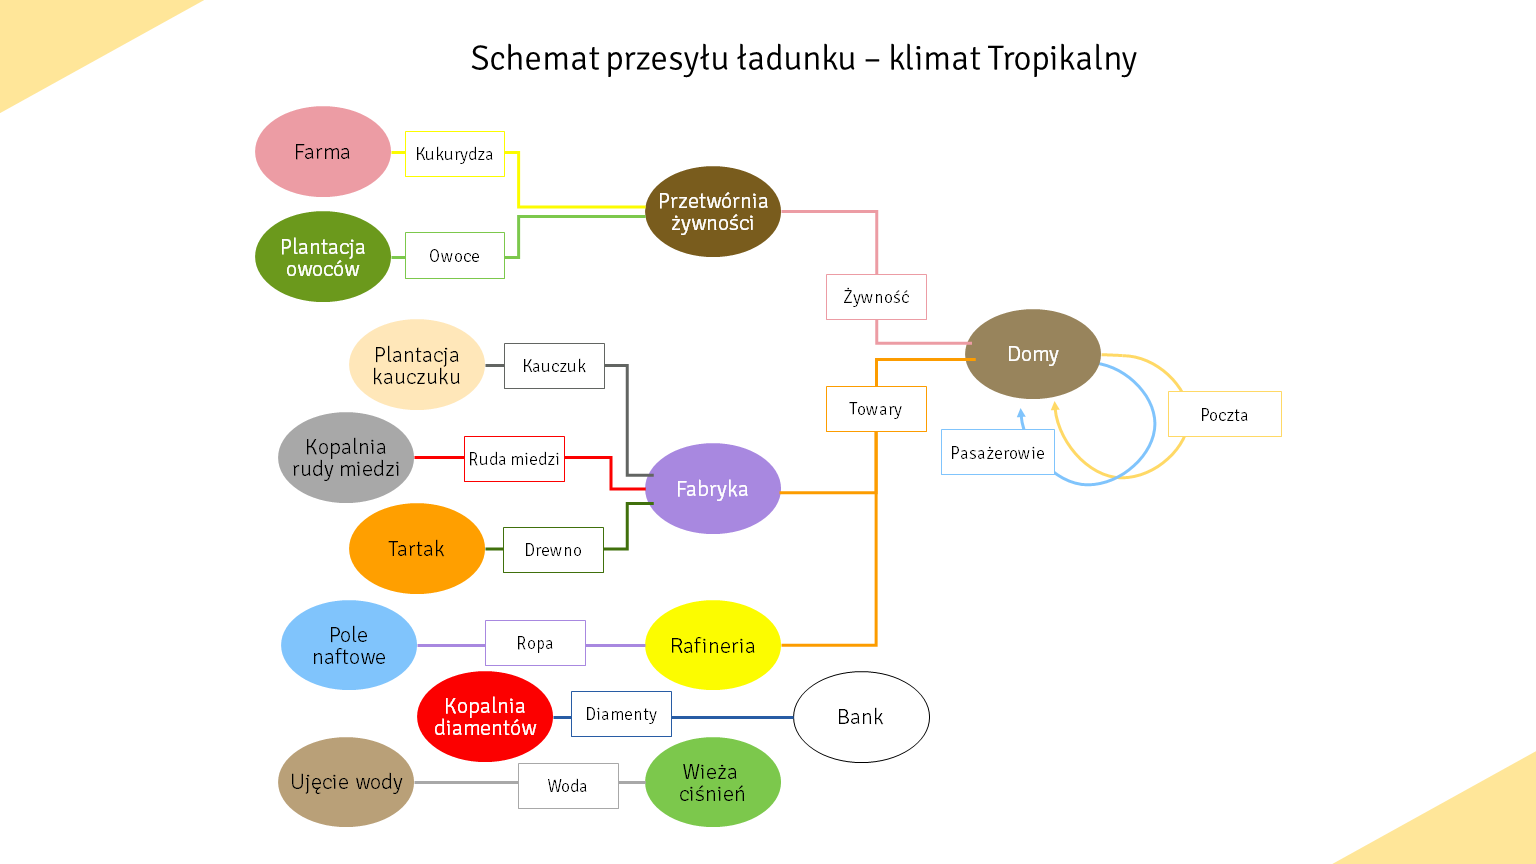 Schemat przesyłu ładunku – klimat Tropikalny
Farma
Kukurydza
Przetwórnia
żywności
Plantacja
owoców
Owoce
Żywność
Plantacja
kauczuku
Kauczuk
Domy
Towary
Poczta
Pasażerowie
Kopalnia
rudy miedzi
Ruda miedzi
Fabryka
Tartak
Drewno
Pole
naftowe
Ropa
Rafineria
Kopalnia
diamentów
Diamenty
Bank
Ujęcie wody
Woda
Wieża
ciśnień